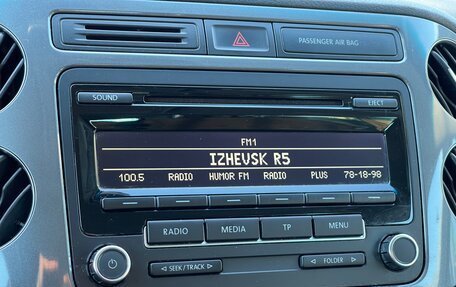 PASSENGER AIR BAG
SOUND
EJECT
FM1
IZHEVSK R5
100.5 RADIO HUMOR FM RADIO PLUS 78-18-98
RADIO MEDIA TP MENU
SEEK / TRACK
FOLDER